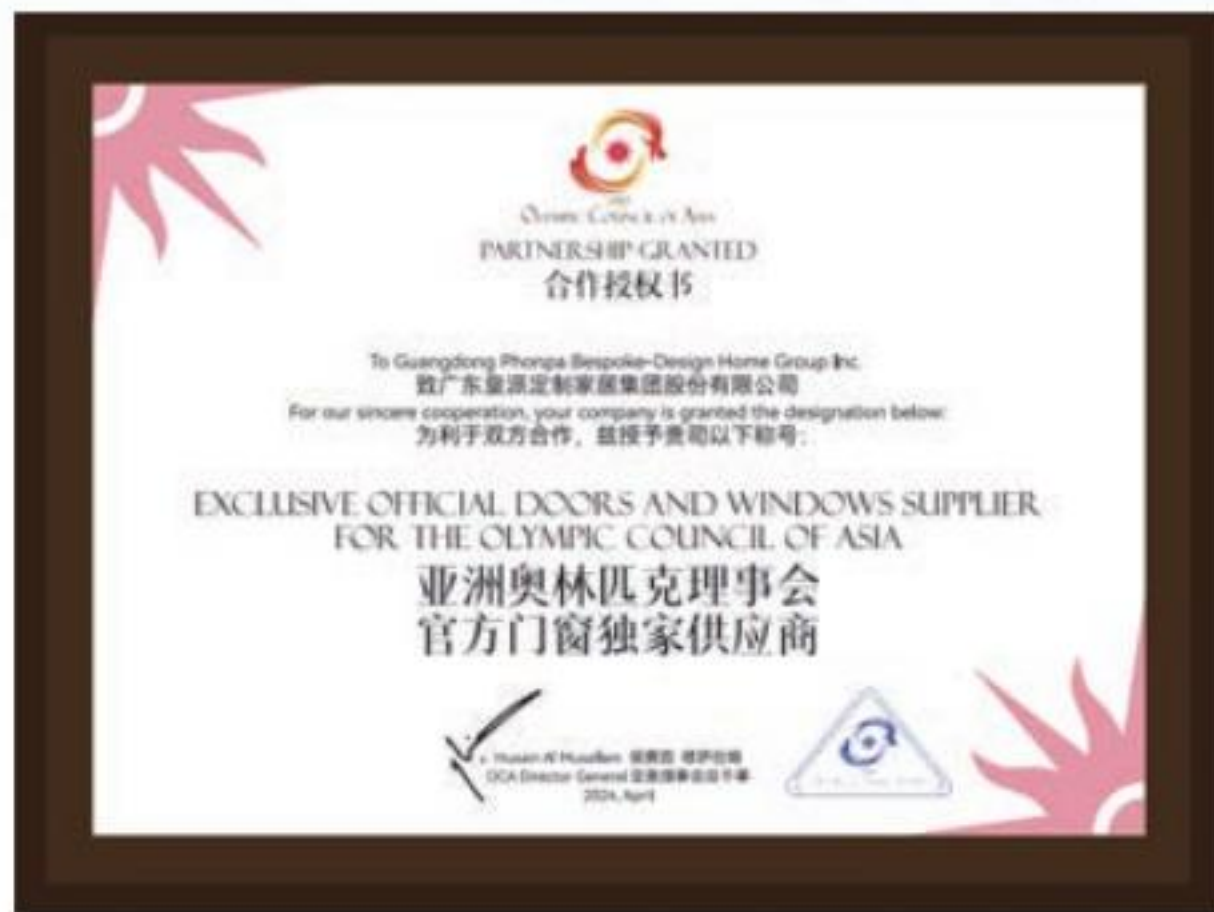 OLYMPIC COUNCIL OF ASIA
PARTNERSHIP GRANTED
合作授权书
To Guangdong Phonpa Bespoke-Design Home Group Inc.
致广东皇派定制家居集团股份有限公司
For our sincere cooperation, your company is granted the designation below:
为利于双方合作，兹授予贵司以下称号：
EXCLUSIVE OFFICIAL DOORS AND WINDOWS SUPPLIER
FOR THE OLYMPIC COUNCIL OF ASIA
亚洲奥林匹克理事会
官方门窗独家供应商
Husain Al Musallam
OCA Director General
2024, April